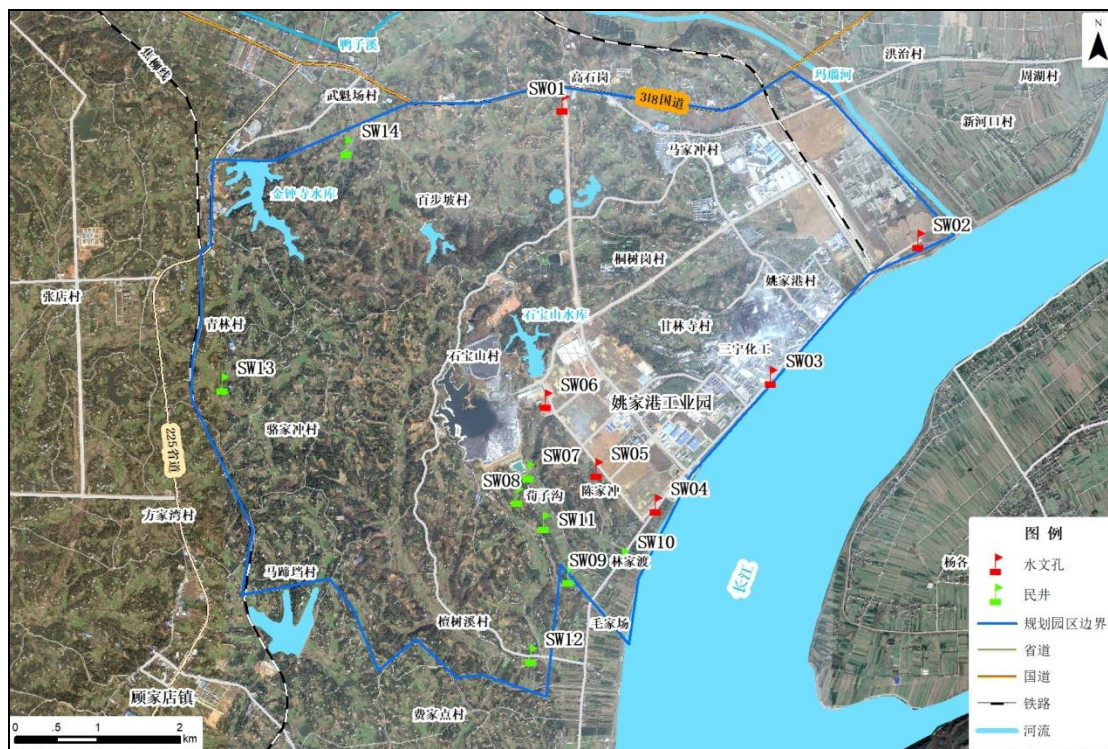 鸭子溪
焦柳线
武魁场村
高石岗
SW01
318国道
玛瑙河
洪治村
周湖村
新河口村
N
SW14
马家冲村
金钟寺水库
百步坡村
SW02
桐树岗村
姚家港村
张店村
青林村
石宝山水库
甘林寺村
石宝山村
三宁化工
SW13
SW03
SW06
姚家港工业园
骆家冲村
225省道
SW07
SW05
SW08
荀子沟
陈家冲
SW04
方家湾村
SW11
SW10
林家渡
SW09
马蹄垱村
长江
杨各
毛家场
檀树溪村
SW12
顾家店镇
费家点村
图 例
水文孔
民井
规划园区边界
省道
国道
铁路
河流
0 .5 1 2
km